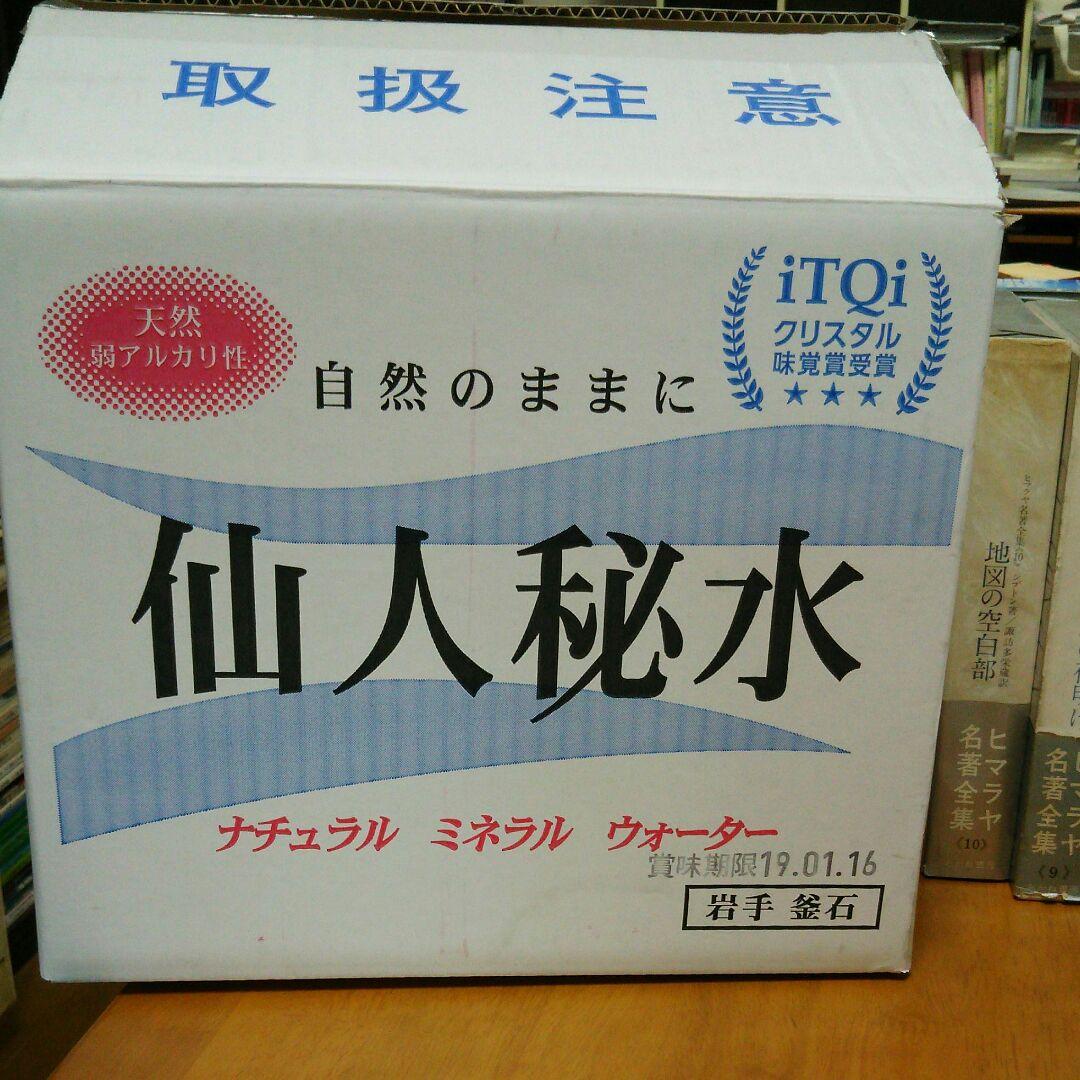 取扱注意
天然
弱アルカリ性
自然のままに
iTQi
クリスタル
味覚賞受賞
★★★
仙人秘水
ナチュラル ミネラル ウォーター
賞味期限19.01.16
岩手 釜石
地図の空白部
ヒマラヤ
名著全集
《10》
ヒマラヤ
名著全集
《9》